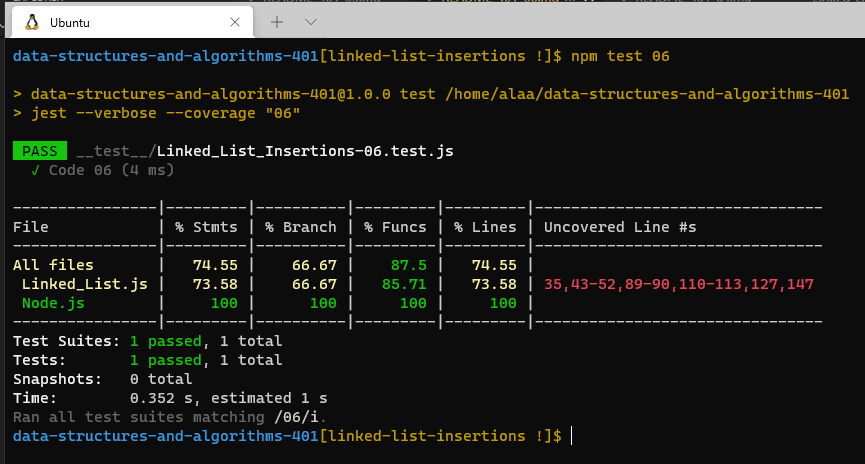 Ubuntu
data-structures-and-algorithms-401[linked-list-insertions !]$ npm test 06
> data-structures-and-algorithms-401@1.0.0 test /home/alaa/data-structures-and-algorithms-401
> jest --verbose --coverage "06"
PASS __test__/Linked_List_Insertions-06.test.js
√ Code 06 (4 ms)
---------------|---------|----------|---------|---------|--------------------------------
File           | % Stmts | % Branch | % Funcs | % Lines | Uncovered Line #s
---------------|---------|----------|---------|---------|--------------------------------
All files      |   74.55 |    66.67 |    87.5 |   74.55 |
 Linked_List.js |   73.58 |    66.67 |   85.71 |   73.58 | 35,43-52,89-90,110-113,127,147
 Node.js       |     100 |      100 |     100 |     100 |
---------------|---------|----------|---------|---------|--------------------------------
Test Suites: 1 passed, 1 total
Tests:       1 passed, 1 total
Snapshots:   0 total
Time:        0.352 s, estimated 1 s
Ran all test suites matching /06/i.
data-structures-and-algorithms-401[linked-list-insertions !]$